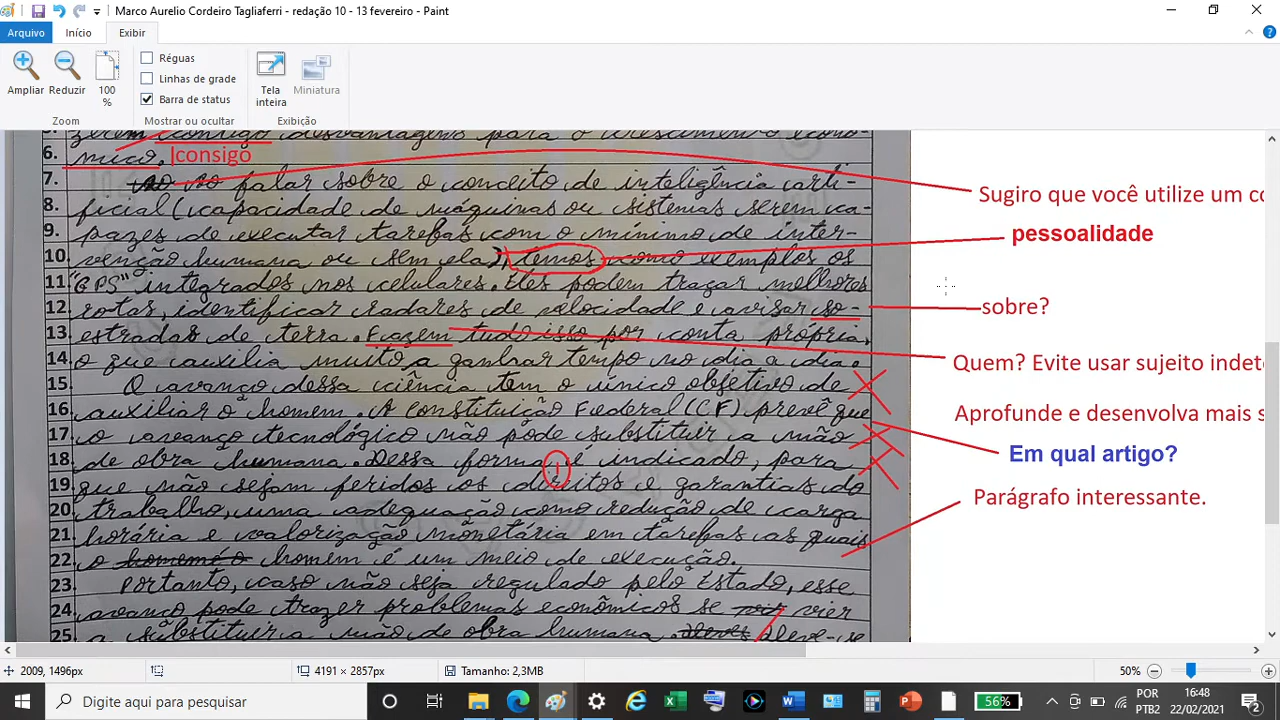 Marco Aurelio Cordeiro Tagliaferri - redação 10 - 13 fevereiro - Paint
Arquivo Início Exibir
Réguas
Linhas de grade
Barra de status
Ampliar Reduzir 100 %
Tela inteira
Miniatura
Zoom Mostrar ou ocultar Exibição
5. zerem contigo desvantagens para o crescimento econô-
6. mico. consigo
7. Ao falar sobre o conceito de inteligência arti-
8. ficial (capacidade de máquinas ou sistemas serem ca-
9. pazes de executar tarefas com o mínimo de inter-
10. venção humana ou sem ela), temos como exemplos os
11. "GPS" integrados nos celulares. Eles podem traçar melhores
12. rotas, identificar radares de velocidade e avisar so-
13. estradas de terra. Fazem tudo isso por conta própria,
14. o que auxilia muito a ganhar tempo no dia a dia.
15. O avanço dessa ciência tem o único objetivo de
16. auxiliar o homem. A Constituição Federal (CF) prevê que
17. o avanço tecnológico não pode substituir a mão
18. de obra humana. Dessa forma é indicado, para
19. que não sejam feridos os direitos e garantias do
20. trabalho, uma adequação como redução de carga
21. horária e valorização monetária em tarefas as quais
22. o homem é um meio de execução.
23. Portanto, caso não seja regulado pelo Estado, esse
24. avanço pode trazer problemas econômicos se vier
25. a substituir a mão de obra humana. Deve-se
Sugiro que você utilize um co
pessoalidade
sobre?
Quem? Evite usar sujeito indete
Aprofunde e desenvolva mais s
Em qual artigo?
Parágrafo interessante.
2009, 1496px
4191 × 2857px
Tamanho: 2,3MB
50%
Digite aqui para pesquisar
56%
POR
PTB2
16:48
22/02/2021
2